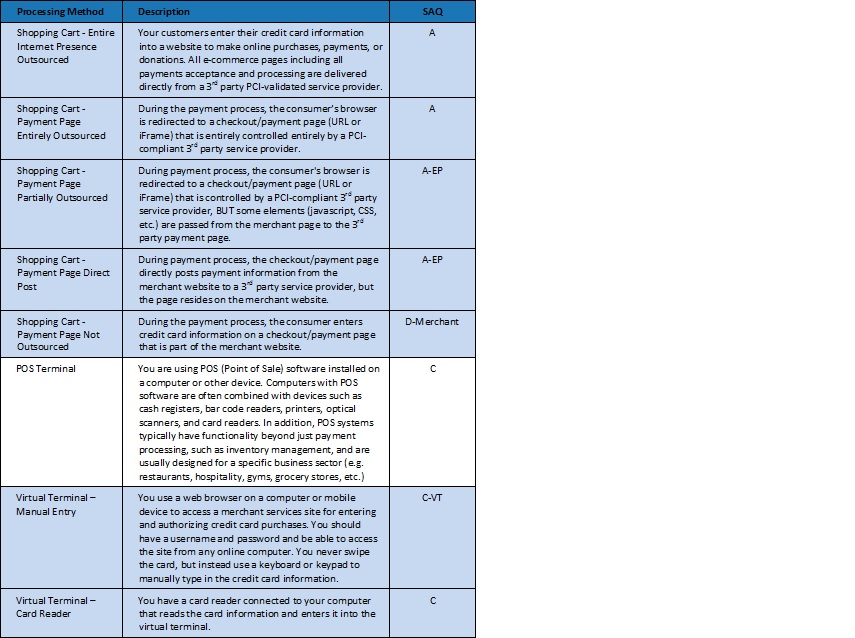 Processing Method Description SAQ
Shopping Cart - Entire Internet Presence Outsourced
Your customers enter their credit card information
into a website to make online purchases, payments, or
donations. All e-commerce pages including all
payments acceptance and processing are delivered
directly from a 3rd party PCI-validated service provider.
A
Shopping Cart -
Payment Page
Entirely Outsourced
During the payment process, the consumer's browser
is redirected to a checkout/payment page (URL or
iFrame) that is entirely controlled entirely by a PCI-
compliant 3rd party service provider.
A
Shopping Cart -
Payment Page
Partially Outsourced
During payment process, the consumer's browser is
redirected to a checkout/payment page (URL or
iFrame) that is controlled by a PCI-compliant 3rd party
service provider, BUT some elements (javascript, CSS,
etc.) are passed from the merchant page to the 3rd
party payment page.
A-EP
Shopping Cart -
Payment Page Direct
Post
During payment process, the checkout/payment page
directly posts payment information from the
merchant website to a 3rd party service provider, but
the page resides on the merchant website.
A-EP
Shopping Cart -
Payment Page Not
Outsourced
During the payment process, the consumer enters
credit card information on a checkout/payment page
that is part of the merchant website.
D-Merchant
POS Terminal
You are using POS (Point of Sale) software installed on
a computer or other device. Computers with POS
software are often combined with devices such as
cash registers, bar code readers, printers, optical
scanners, and card readers. In addition, POS systems
typically have functionality beyond just payment
processing, such as inventory management, and are
usually designed for a specific business sector (e.g.
restaurants, hospitality, gyms, grocery stores, etc.)
C
Virtual Terminal –
Manual Entry
You use a web browser on a computer or mobile
device to access a merchant services site for entering
and authorizing credit card purchases. You should
have a username and password and be able to access
the site from any online computer. You never swipe
the card, but instead use a keyboard or keypad to
manually type in the credit card information.
C-VT
Virtual Terminal –
Card Reader
You have a card reader connected to your computer
that reads the card information and enters it into the
virtual terminal.
C